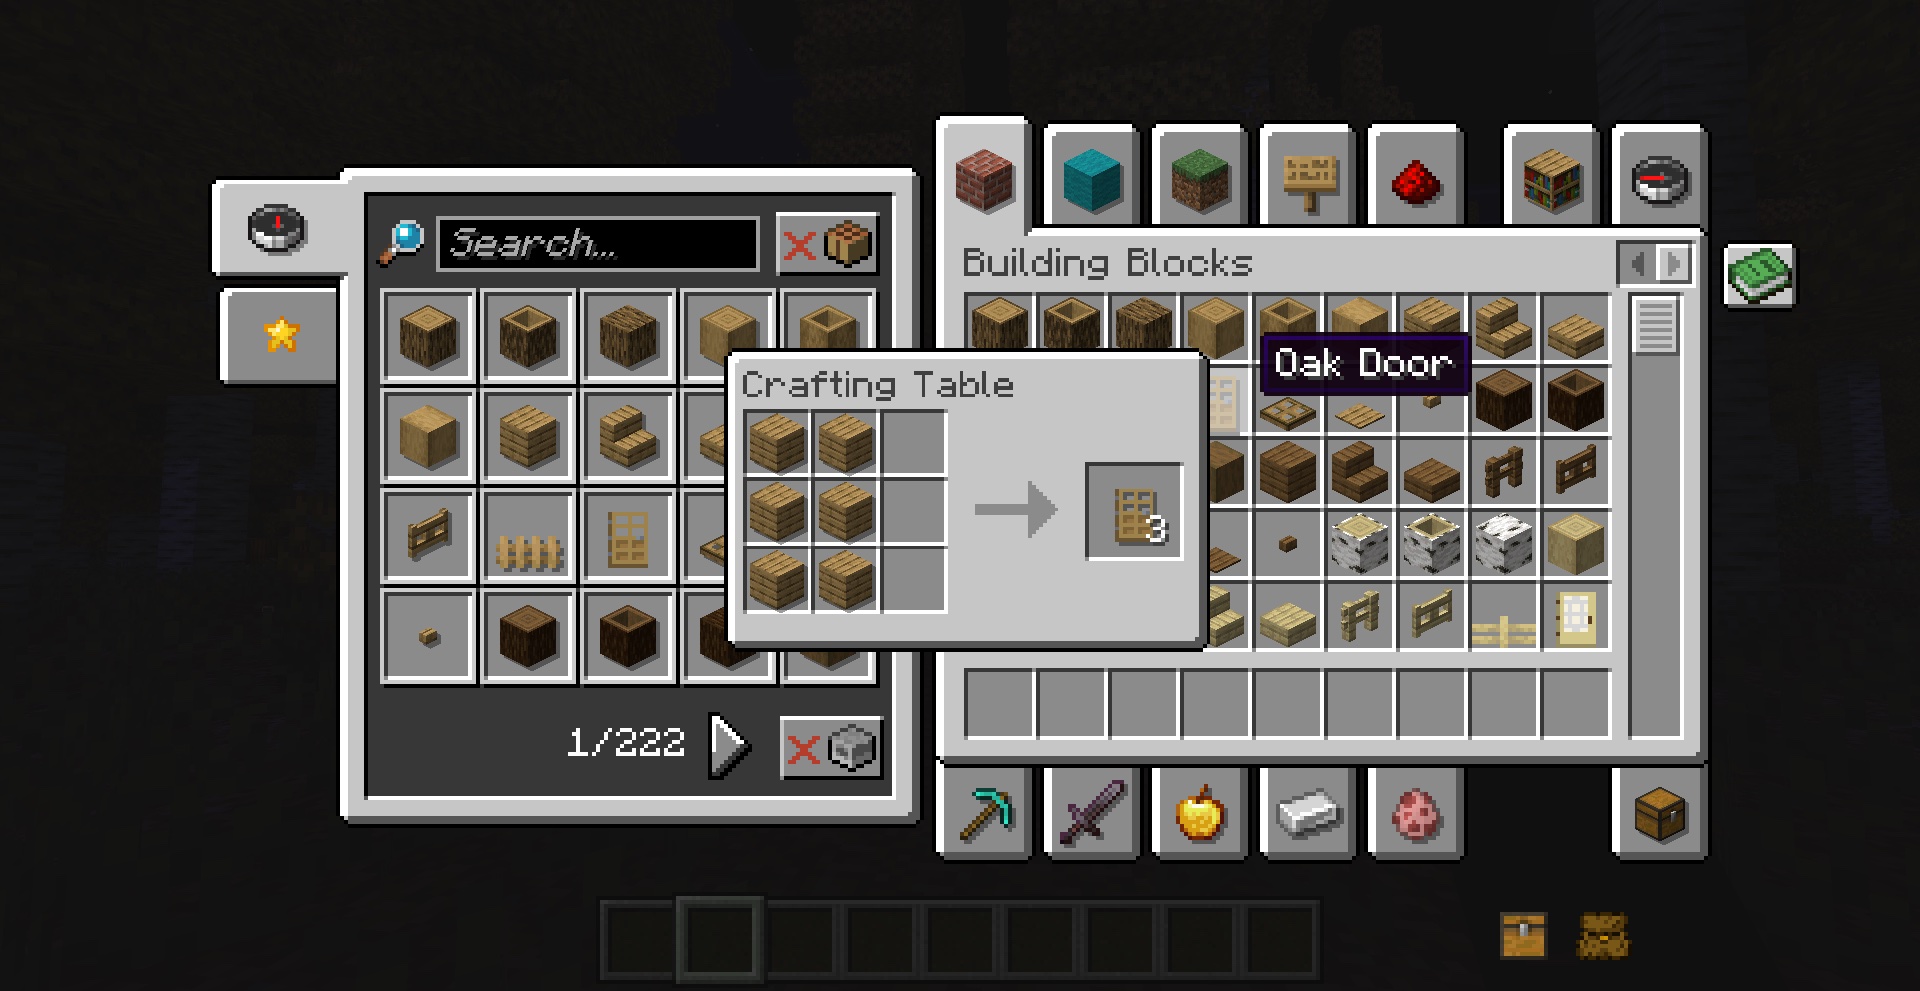 Search...
Building Blocks
Oak Door
Crafting Table
3
1/222